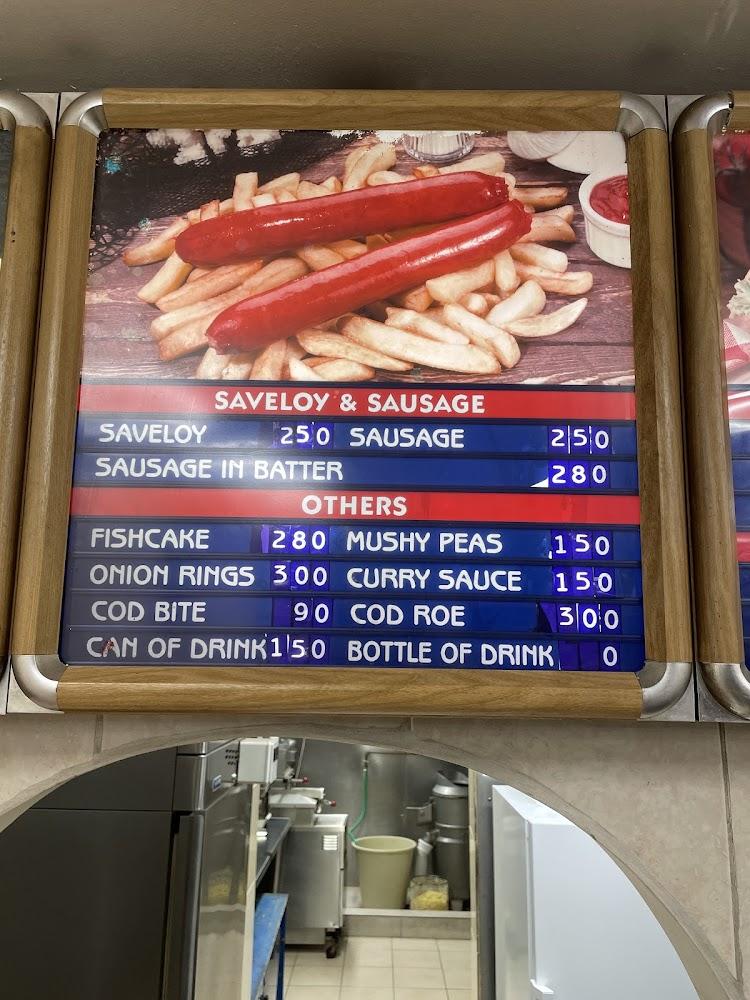 SAVELOY & SAUSAGE
SAVELOY 250 SAUSAGE 250
SAUSAGE IN BATTER 280
OTHERS
FISHCAKE 280 MUSHY PEAS 150
ONION RINGS 300 CURRY SAUCE 150
COD BITE 90 COD ROE 300
CAN OF DRINK 150 BOTTLE OF DRINK 0